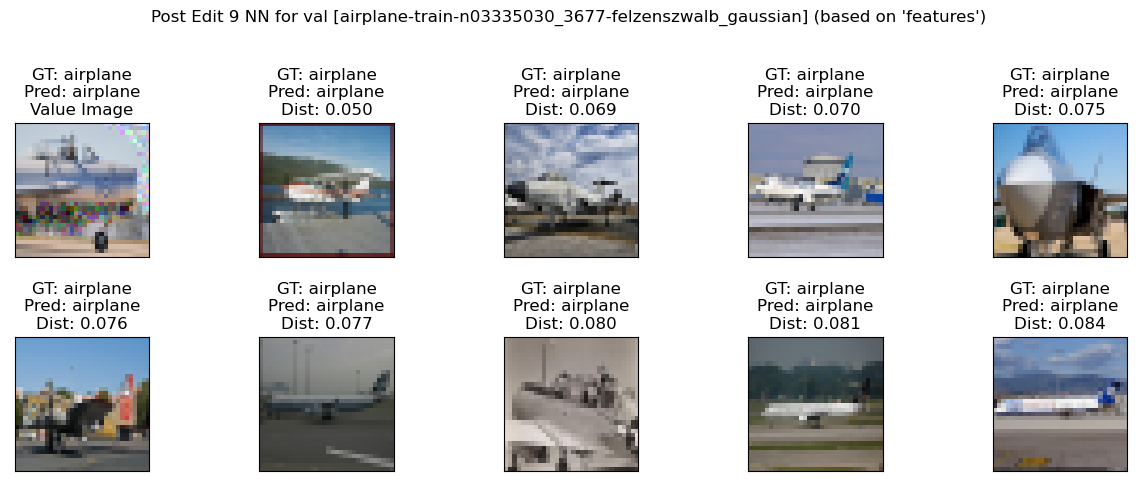 Post Edit 9 NN for val [airplane-train-n03335030_3677-felzenszwalb_gaussian] (based on 'features')
GT: airplane
Pred: airplane
Value Image
GT: airplane
Pred: airplane
Dist: 0.050
GT: airplane
Pred: airplane
Dist: 0.069
GT: airplane
Pred: airplane
Dist: 0.070
GT: airplane
Pred: airplane
Dist: 0.075
GT: airplane
Pred: airplane
Dist: 0.076
GT: airplane
Pred: airplane
Dist: 0.077
GT: airplane
Pred: airplane
Dist: 0.080
GT: airplane
Pred: airplane
Dist: 0.081
GT: airplane
Pred: airplane
Dist: 0.084